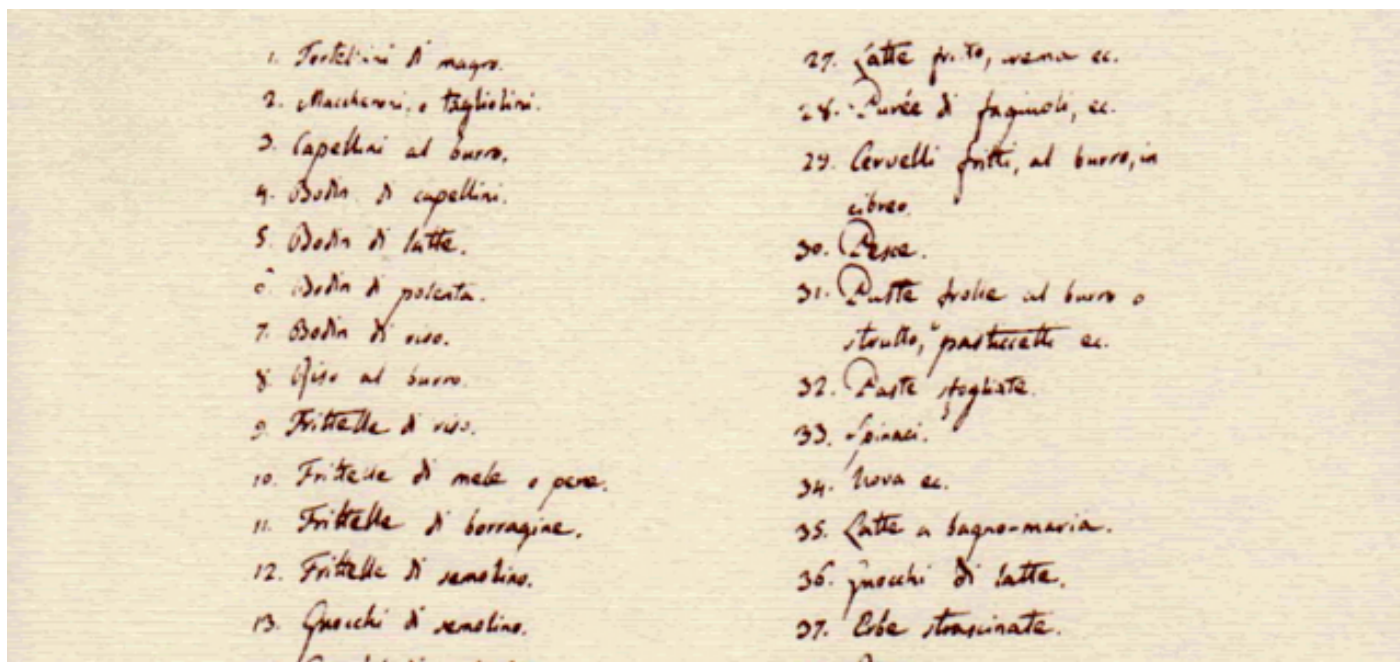 1. Tortellini di magro.
2. Maccheroni, o tagliolini.
3. Capellini al burro.
4. Bodin di capellini.
5. Bodin di latte.
6. Bodin di polenta.
7. Bodin di riso.
8. Riso al burro.
9. Frittelle di riso.
10. Frittelle di mele o pere.
11. Frittelle di borragine.
12. Frittelle di semolino.
13. Gnocchi di semolino.
27. Latte fritto, crema ec.
28. Purée di faginoli, ec.
29. Cervelli fritti, al burro, in
cibreo.
30. Pesce.
31. Paste frolle al burro o
strutto, pasticcetti ec.
32. Paste sfogliate.
33. Spinaci.
34. Uova ec.
35. Latte a bagno-maria.
36. Gnocchi di latte.
37. Erbe strascinate.